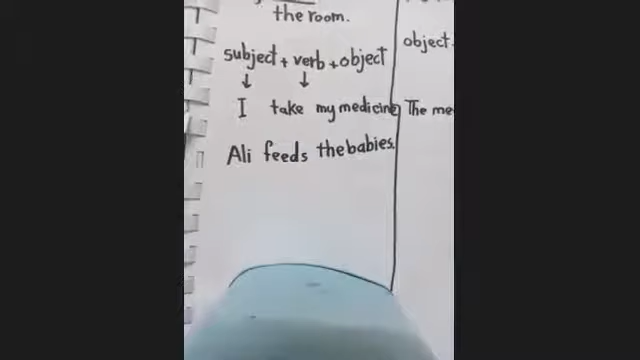 the room.
subject + verb + object
I take my medicine
Ali feeds the babies.
object.
The me